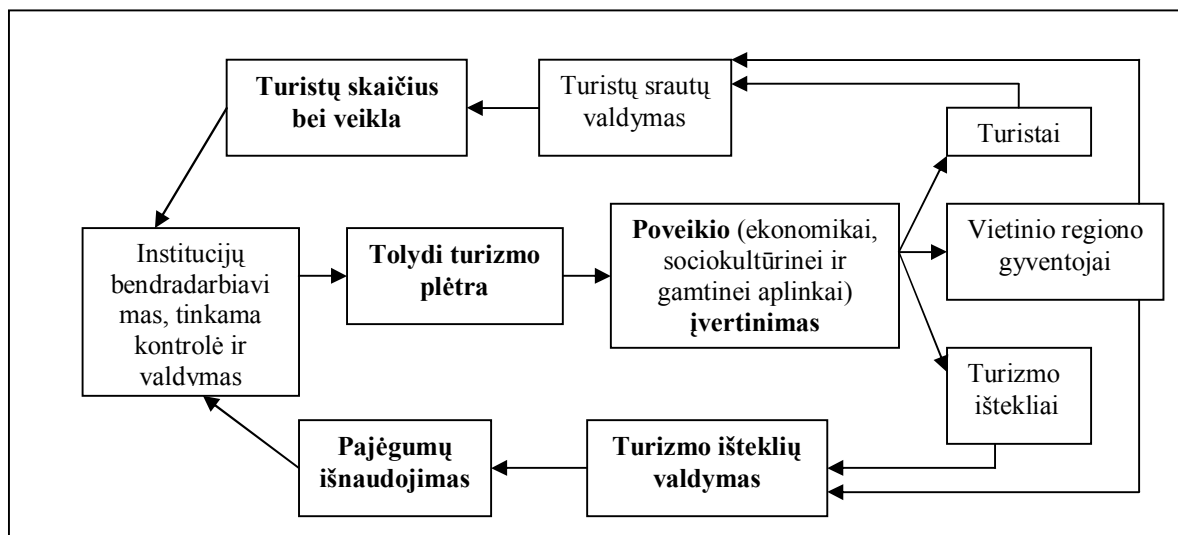 Turistų skaičius
bei veikla
Turistų srautų
valdymas
Turistai
Institucijų
bendradarbiavi
mas, tinkama
kontrolė ir
valdymas
Tolydi turizmo
plėtra
Poveikio (ekonomikai,
sociokultūrinei ir
gamtinei aplinkai)
įvertinimas
Vietinio regiono
gyventojai
Turizmo
ištekliai
Pajėgumų
išnaudojimas
Turizmo išteklių
valdymas